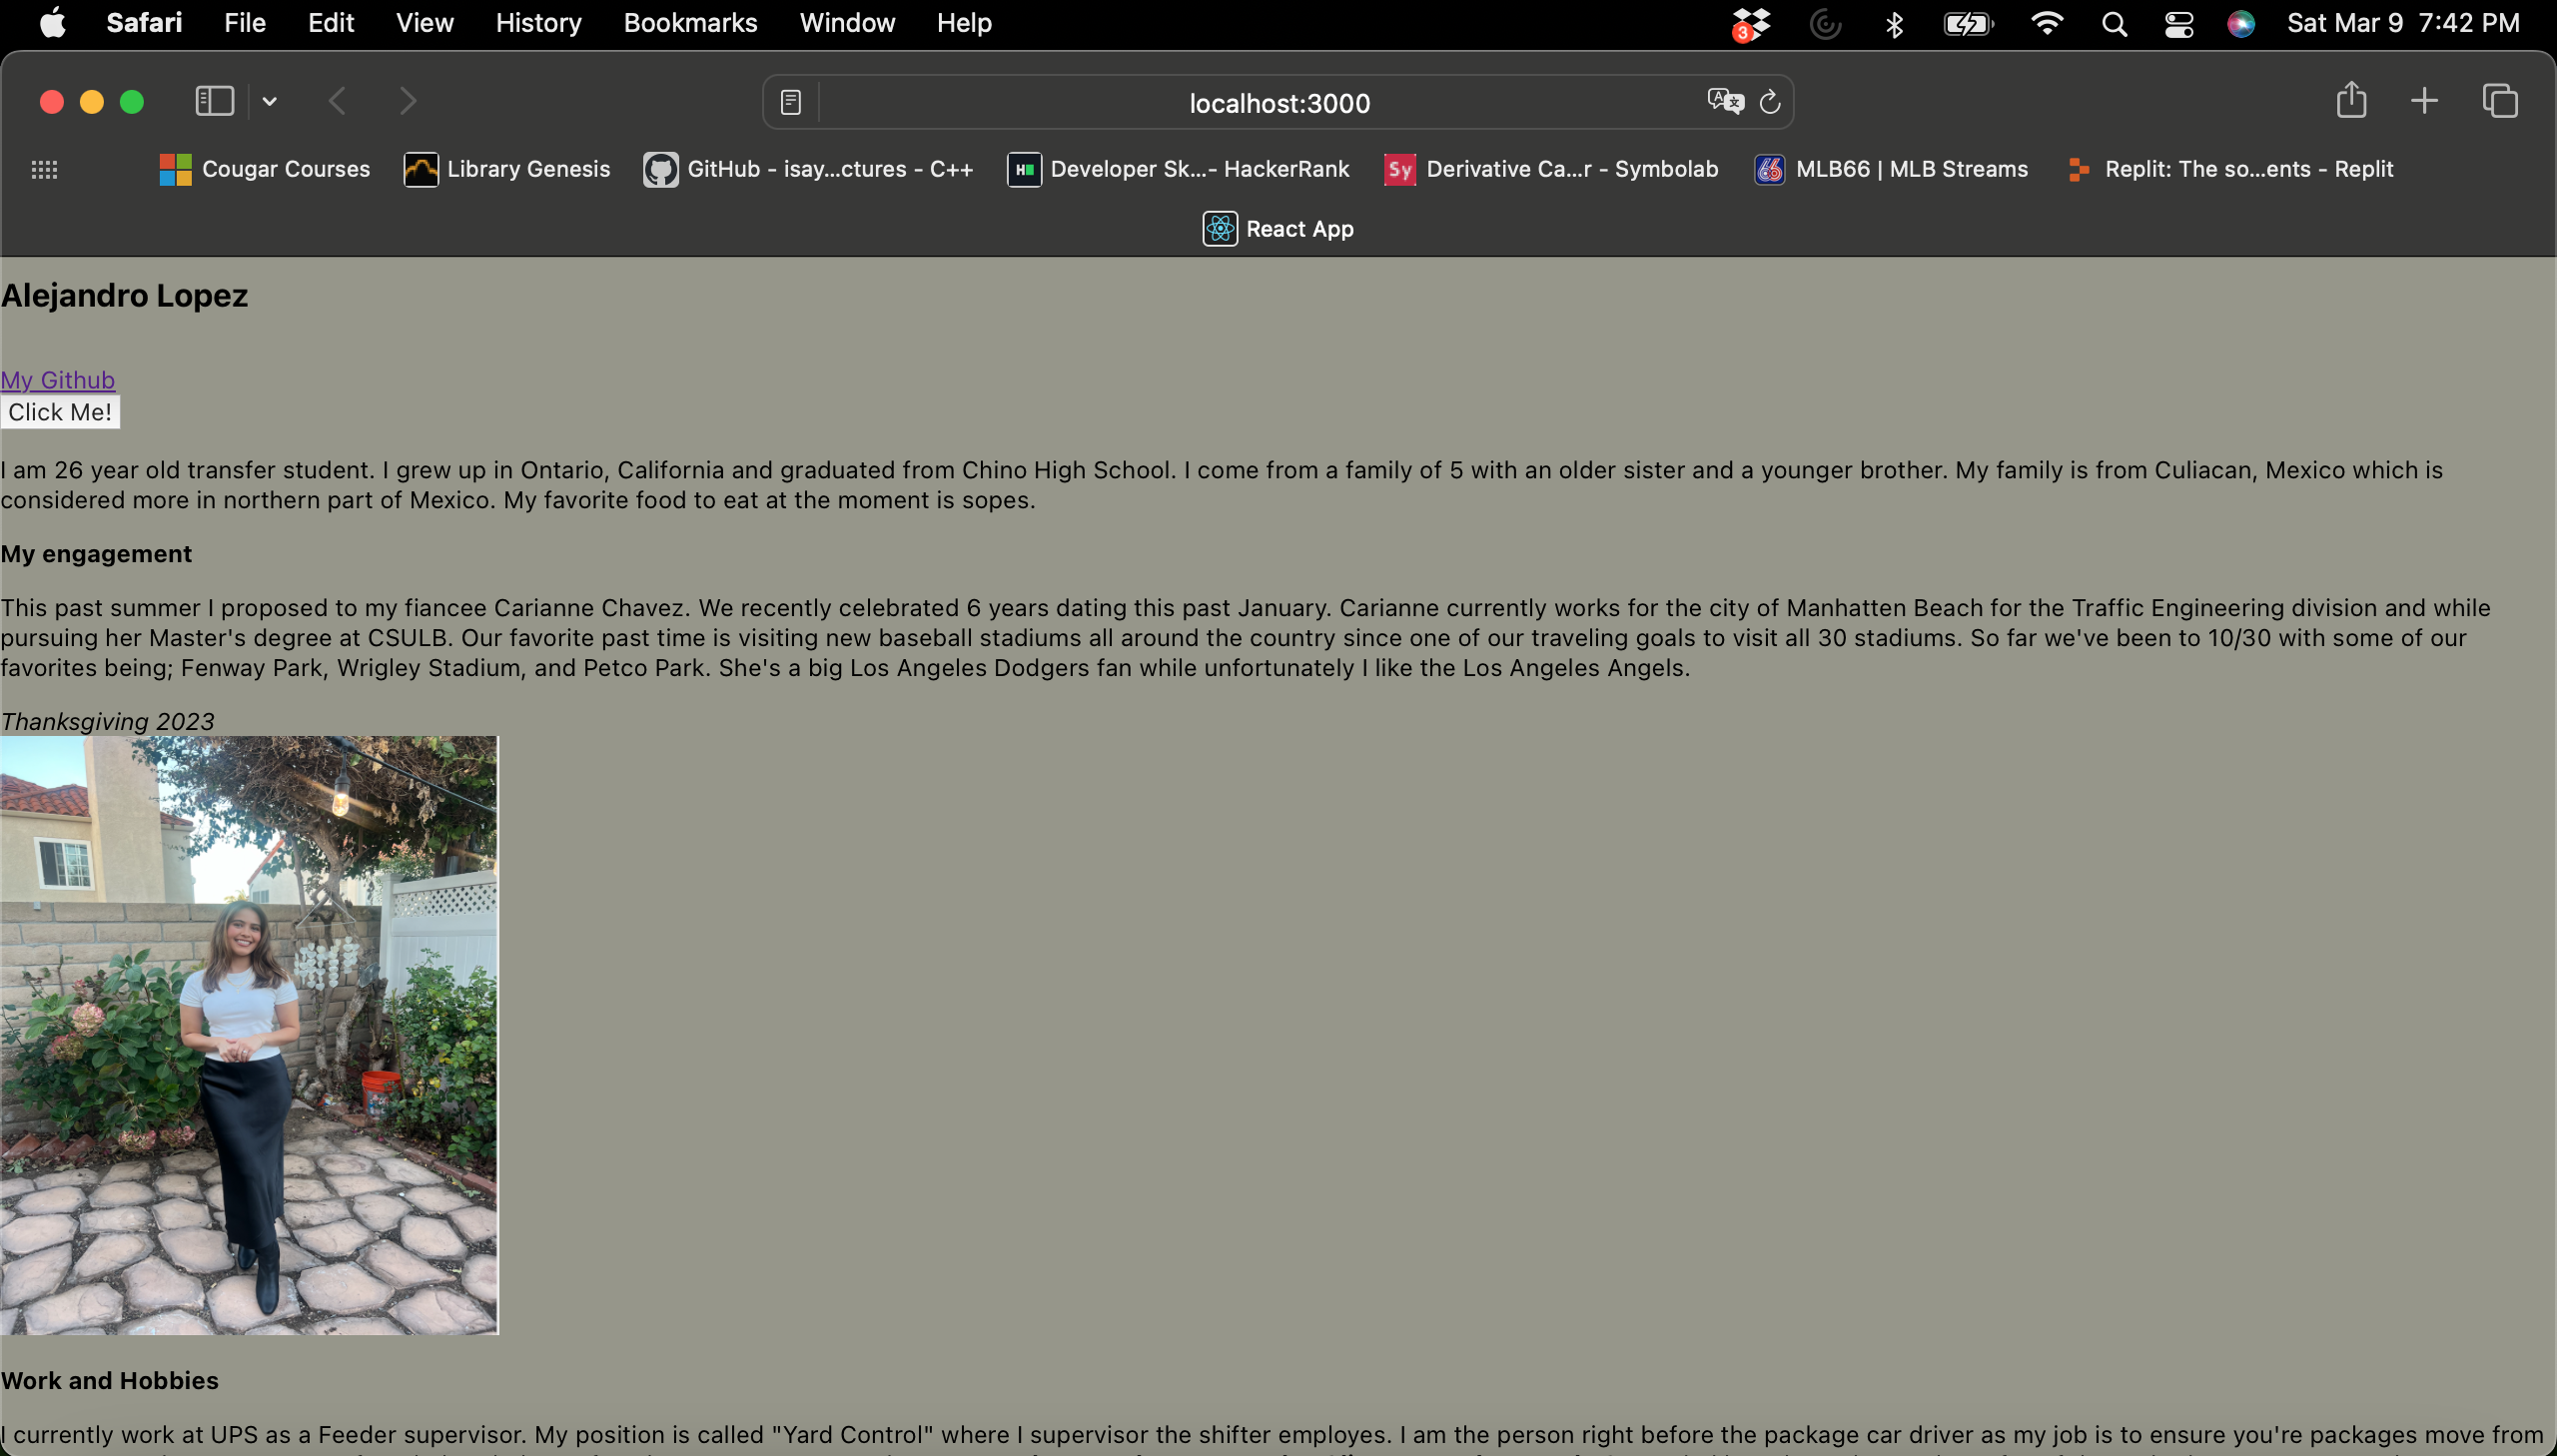 Safari File Edit View History Bookmarks Window Help 3 Sat Mar 9 7:42 PM
localhost:3000
Cougar Courses Library Genesis GitHub - isay...ctures - C++ Developer Sk...- HackerRank Sy Derivative Ca...r - Symbolab 66 MLB66 | MLB Streams Replit: The so...ents - Replit
React App
Alejandro Lopez
My Github
Click Me!
I am 26 year old transfer student. I grew up in Ontario, California and graduated from Chino High School. I come from a family of 5 with an older sister and a younger brother. My family is from Culiacan, Mexico which is
considered more in northern part of Mexico. My favorite food to eat at the moment is sopes.
My engagement
This past summer I proposed to my fiancee Carianne Chavez. We recently celebrated 6 years dating this past January. Carianne currently works for the city of Manhatten Beach for the Traffic Engineering division and while
pursuing her Master's degree at CSULB. Our favorite past time is visiting new baseball stadiums all around the country since one of our traveling goals to visit all 30 stadiums. So far we've been to 10/30 with some of our
favorites being; Fenway Park, Wrigley Stadium, and Petco Park. She's a big Los Angeles Dodgers fan while unfortunately I like the Los Angeles Angels.
Thanksgiving 2023
Work and Hobbies
I currently work at UPS as a Feeder supervisor. My position is called "Yard Control" where I supervisor the shifter employes. I am the person right before the package car driver as my job is to ensure you're packages move from